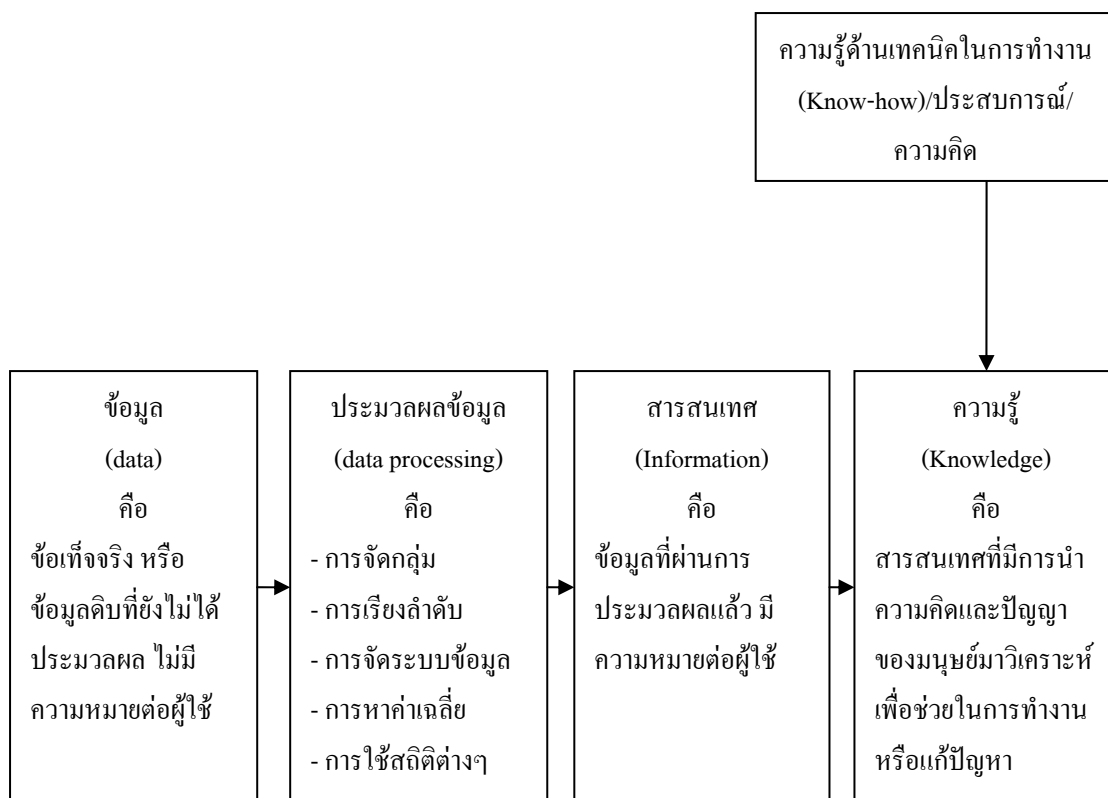 ความรู้ด้านเทคนิคในการทำงาน
(Know-how)/ประสบการณ์/
ความคิด
ข้อมูล
(data)
คือ
ข้อเท็จจริง หรือ
ข้อมูลดิบที่ยังไม่ได้
ประมวลผล ไม่มี
ความหมายต่อผู้ใช้
ประมวลผลข้อมูล
(data processing)
คือ
- การจัดกลุ่ม
- การเรียงลำดับ
- การจัดระบบข้อมูล
- การหาค่าเฉลี่ย
- การใช้สถิติต่างๆ
สารสนเทศ
(Information)
คือ
ข้อมูลที่ผ่านการ
ประมวลผลแล้ว มี
ความหมายต่อผู้ใช้
ความรู้
(Knowledge)
คือ
สารสนเทศที่มีการนำ
ความคิดและปัญญา
ของมนุษย์มาวิเคราะห์
เพื่อช่วยในการทำงาน
หรือแก้ปัญหา